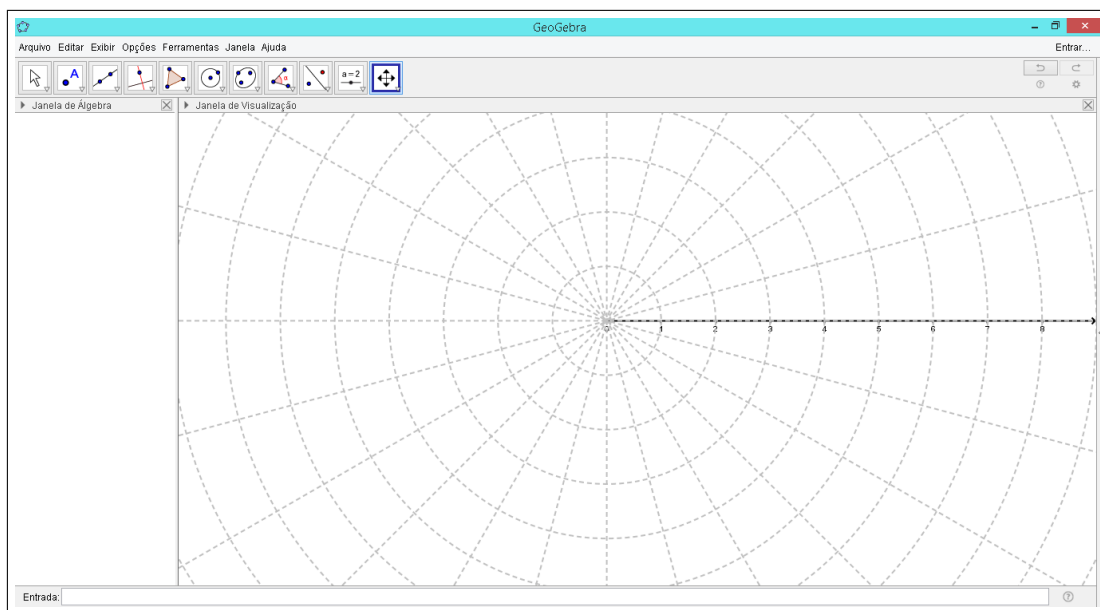 GeoGebra
Arquivo Editar Exibir Opções Ferramentas Janela Ajuda Entrar...
A α a=2
Janela de Álgebra Janela de Visualização
0 1 2 3 4 5 6 7 8
Entrada: